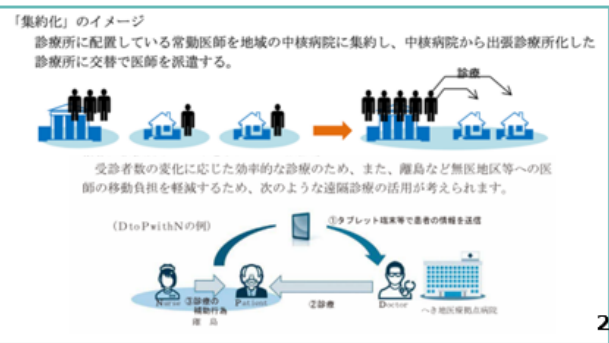 「集約化」のイメージ
診療所に配置している常勤医師を地域の中核病院に集約し、中核病院から出張診療所化した
診療所に交替で医師を派遣する。
診療
受診者数の変化に応じた効率的な診療のため、また、離島など無医地区等への医
師の移動負担を軽減するため、次のような遠隔診療の活用が考えられます。
(DtoPwithNの例)
①タブレット端末等で患者の情報を送信
Nurse
③診療の
補助行為
Patient
②診療
Doctor
へき地医療拠点病院
離 島
2